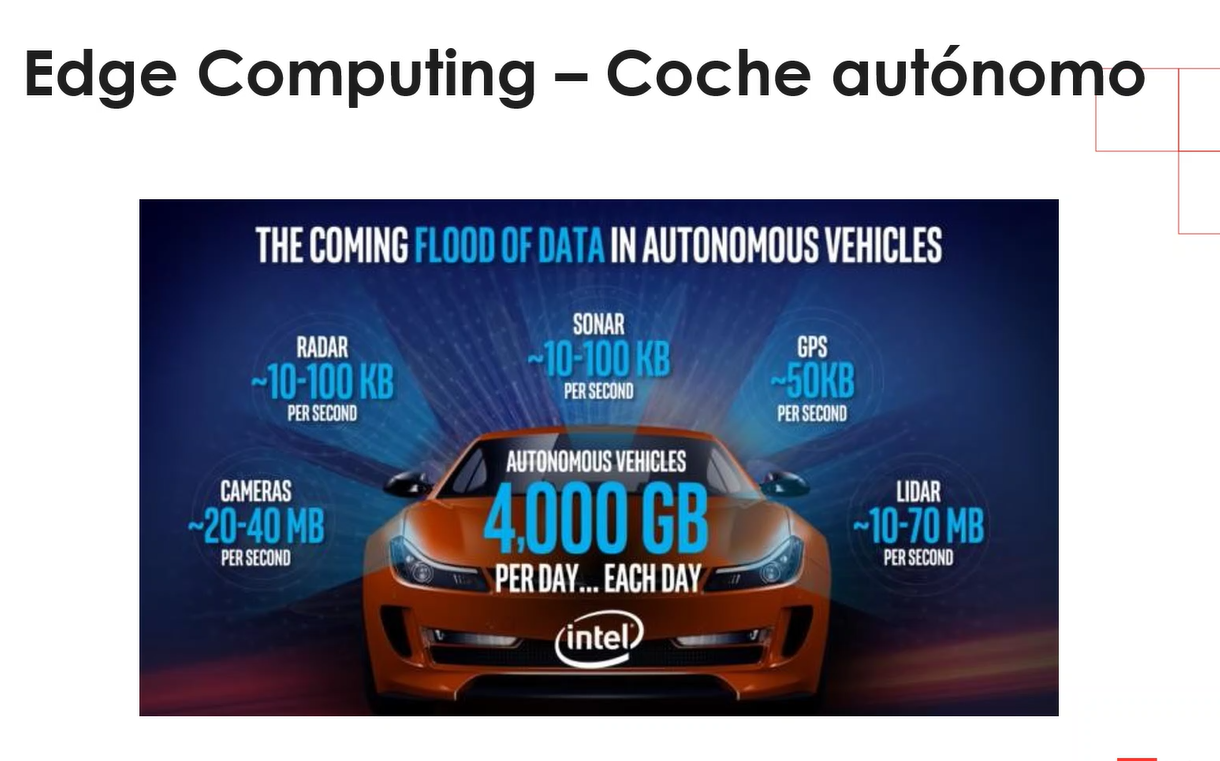 Edge Computing – Coche autónomo
THE COMING FLOOD OF DATA IN AUTONOMOUS VEHICLES
RADAR
~10-100 KB
PER SECOND
SONAR
~10-100 KB
PER SECOND
GPS
~50KB
PER SECOND
CAMERAS
~20-40 MB
PER SECOND
AUTONOMOUS VEHICLES
4,000 GB
PER DAY... EACH DAY
LIDAR
~10-70 MB
PER SECOND
intel